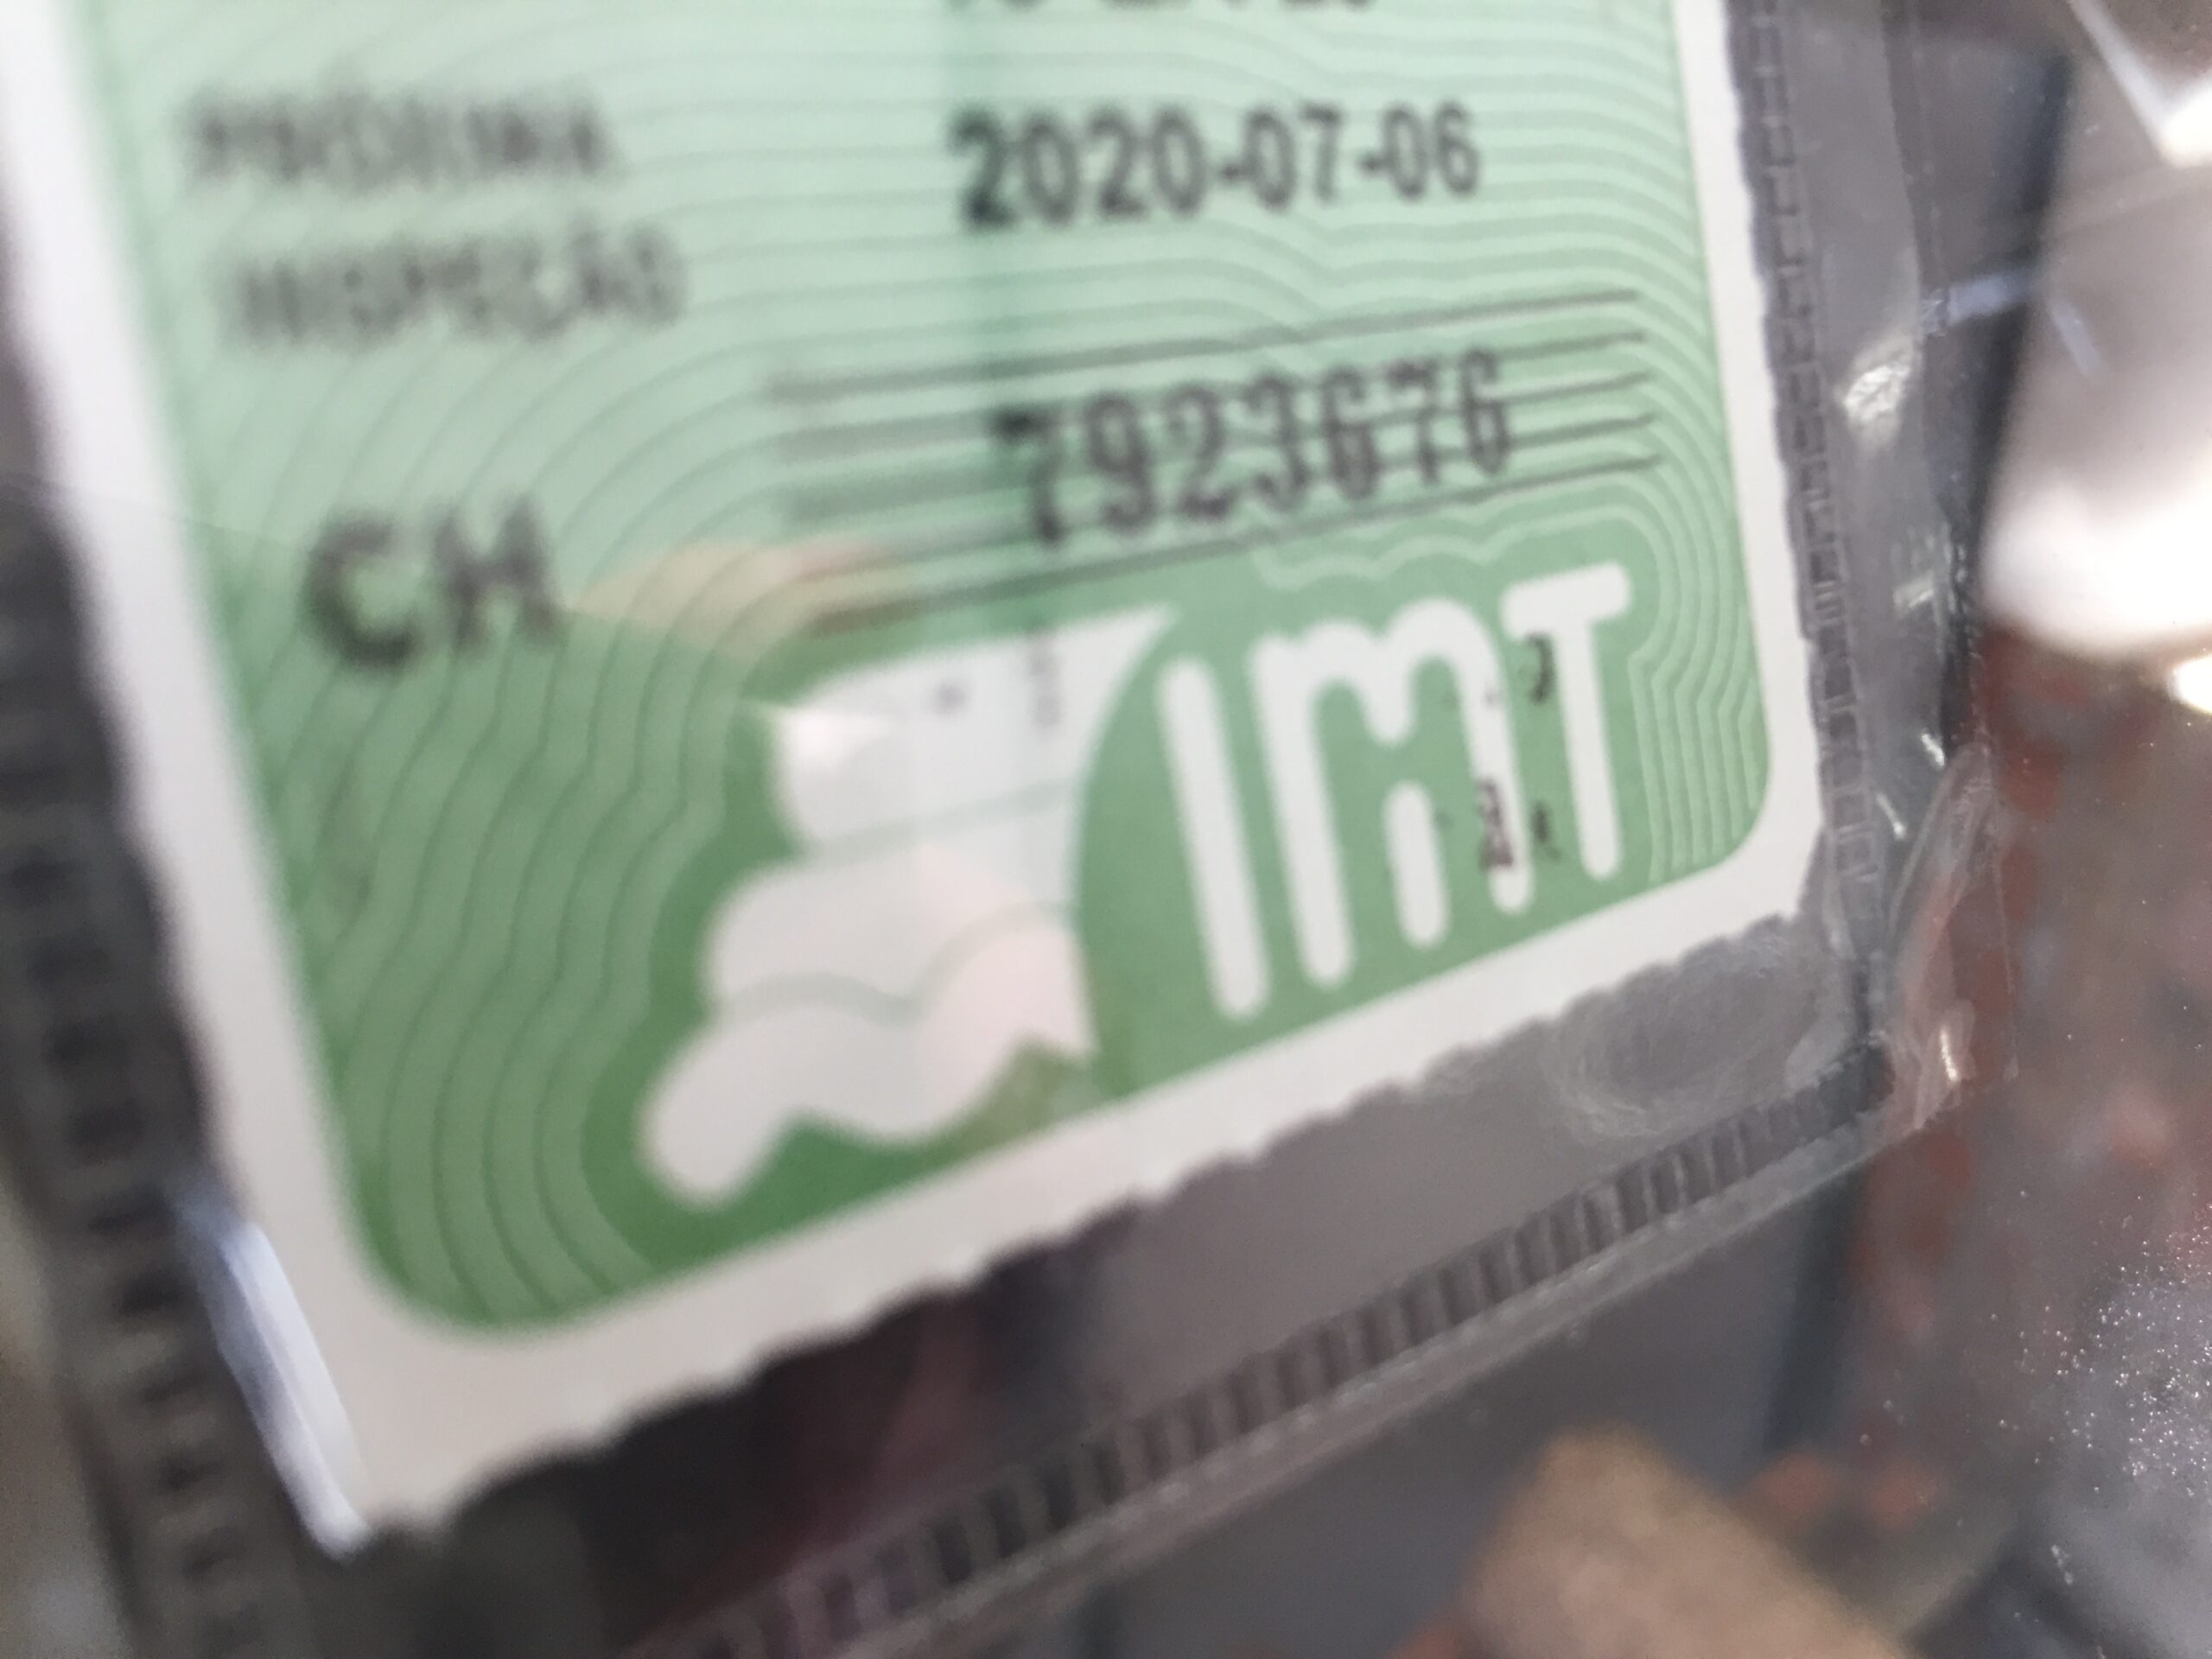 PRÓXIMA 2020-07-06
INSPEÇÃO
CH 7923676
IMT